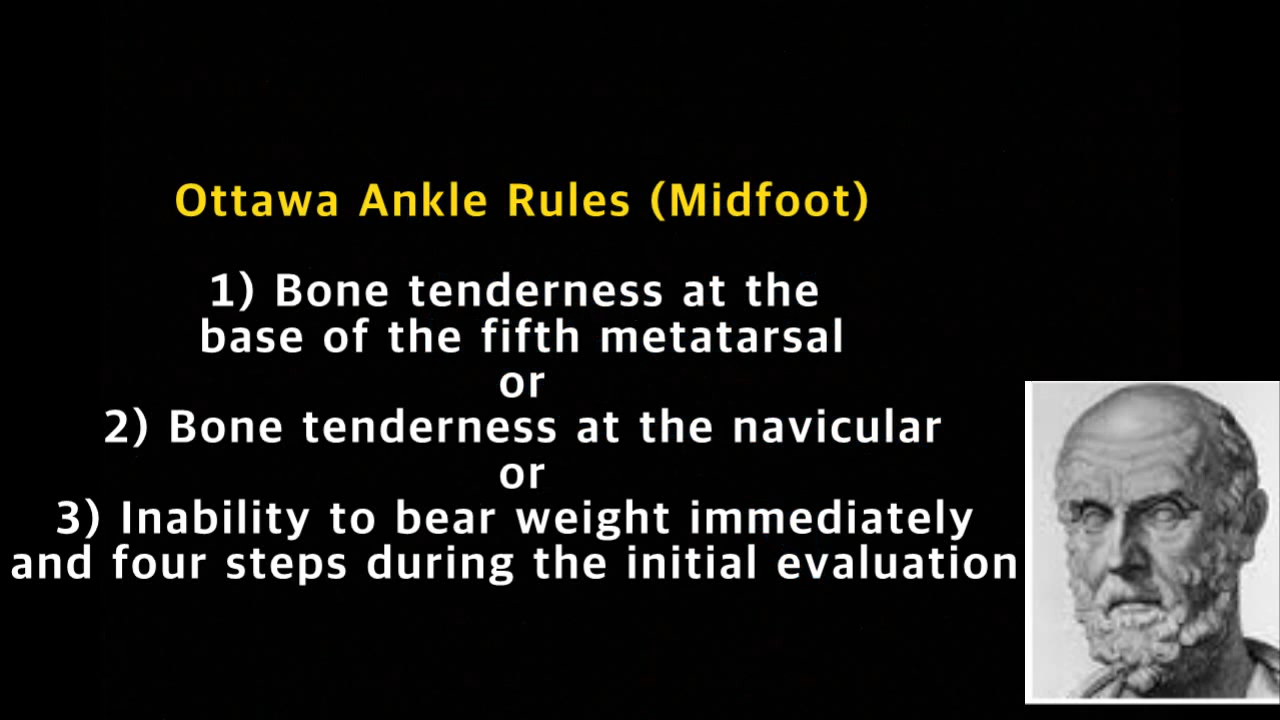 Ottawa Ankle Rules (Midfoot)
1) Bone tenderness at the
base of the fifth metatarsal
or
2) Bone tenderness at the navicular
or
3) Inability to bear weight immediately
and four steps during the initial evaluation